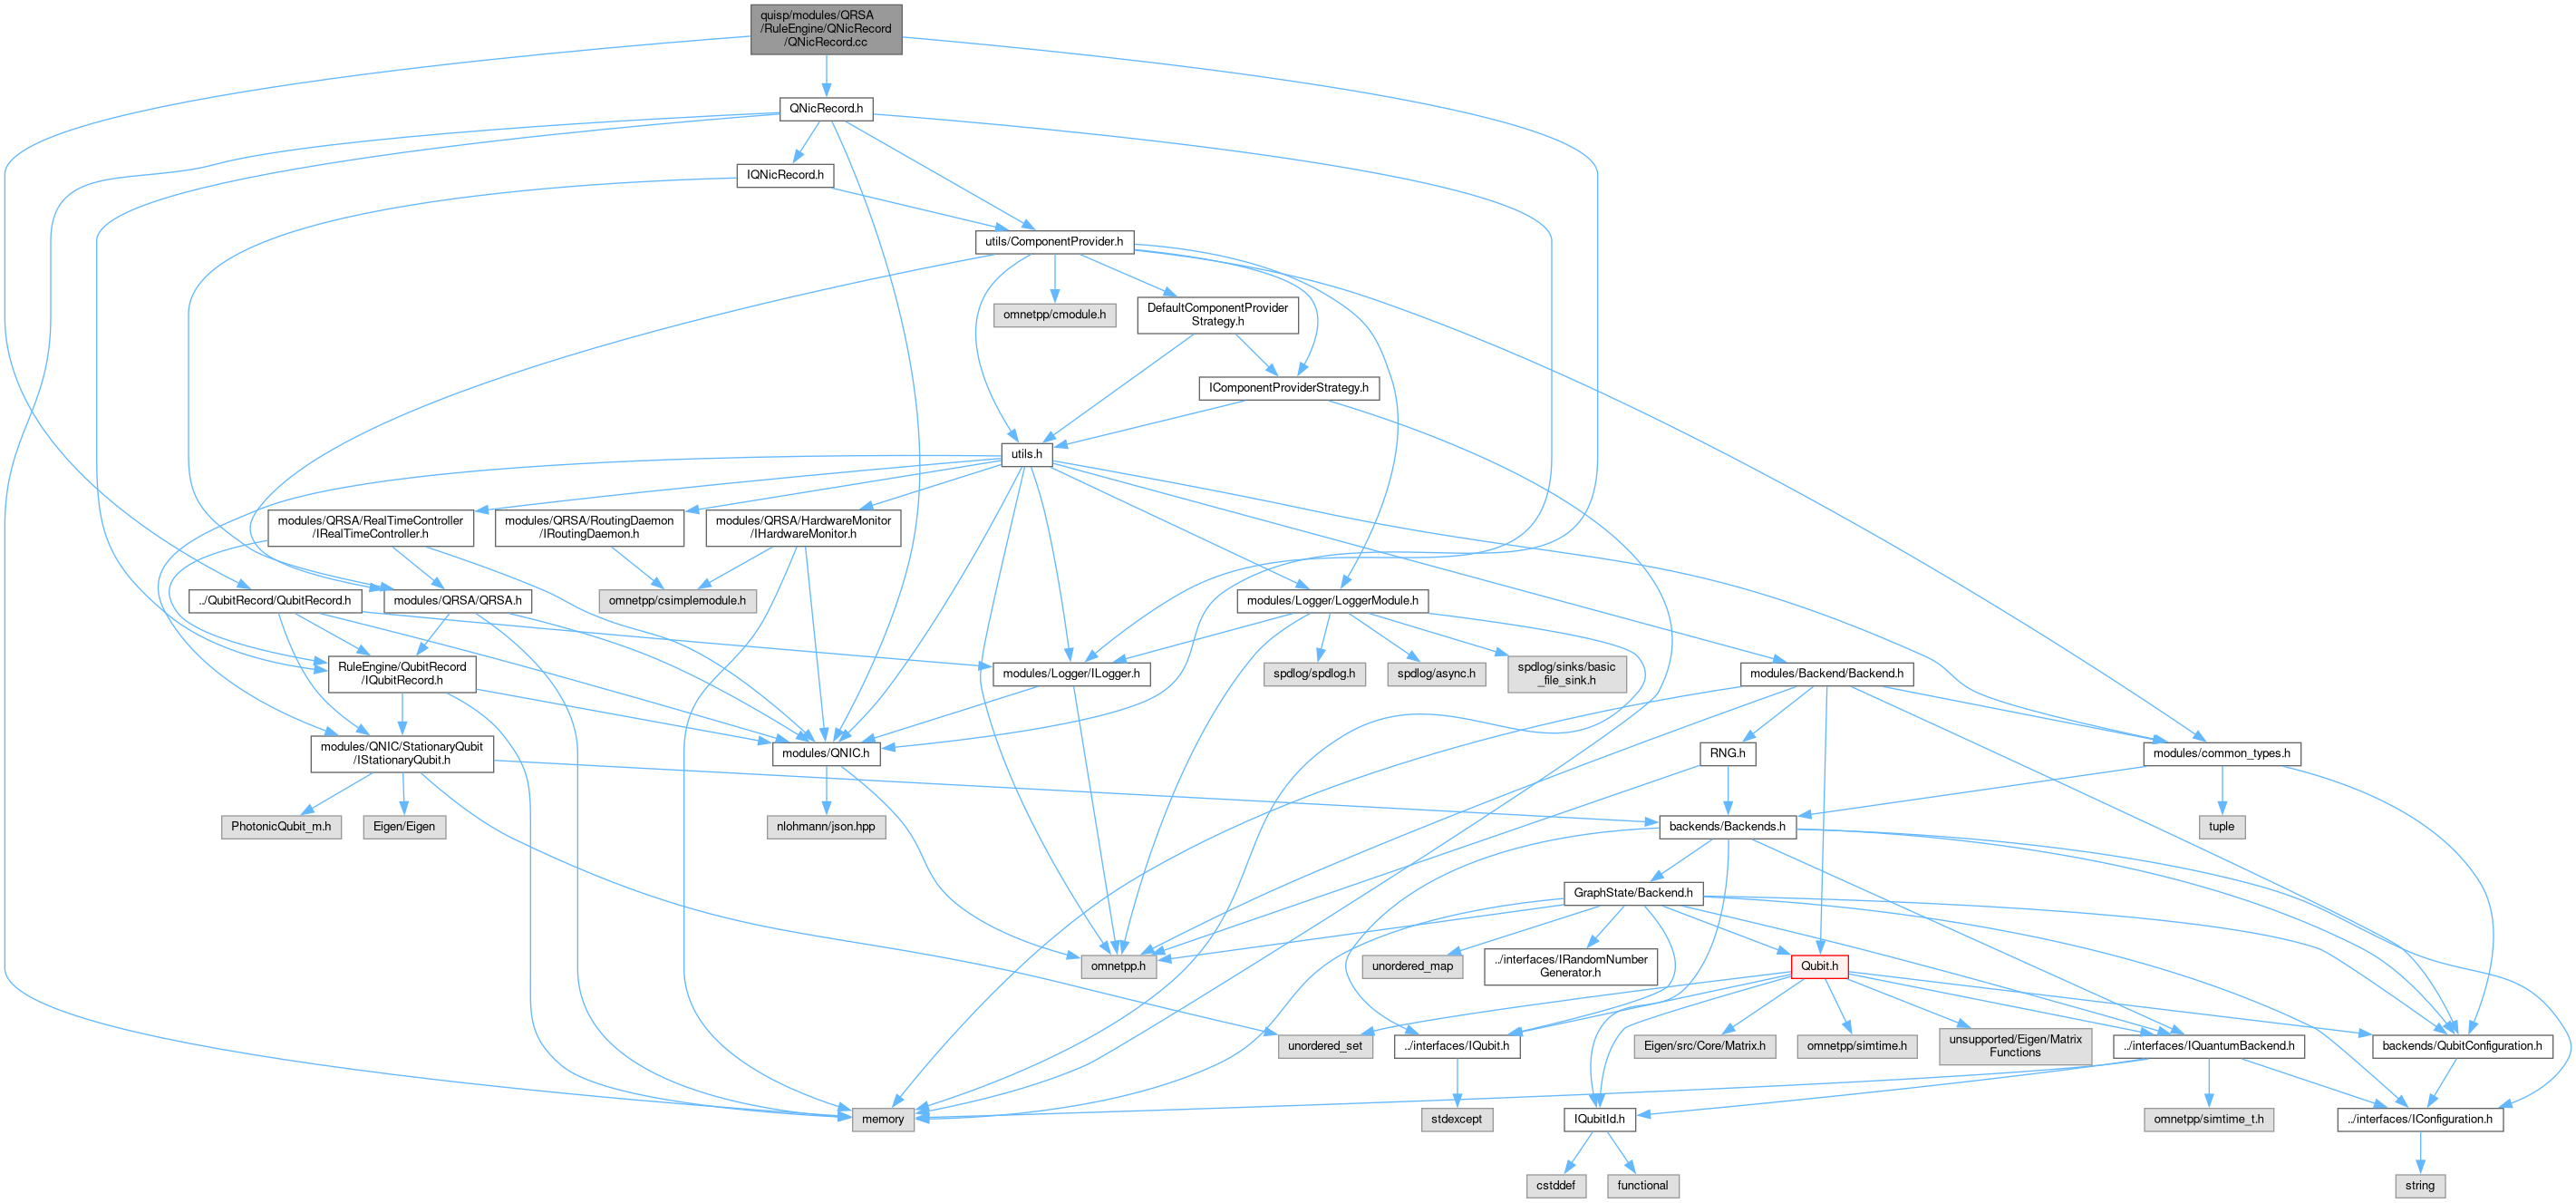 quisp/modules/QRSA
/RuleEngine/QNicRecord
/QNicRecord.cc
QNicRecord.h
IQNicRecord.h
utils/ComponentProvider.h
omnetpp/cmodule.h
DefaultComponentProvider
Strategy.h
IComponentProviderStrategy.h
utils.h
modules/QRSA/RealTimeController
/IRealTimeController.h
modules/QRSA/RoutingDaemon
/IRoutingDaemon.h
modules/QRSA/HardwareMonitor
/IHardwareMonitor.h
../QubitRecord/QubitRecord.h
modules/QRSA/QRSA.h
omnetpp/csimplemodule.h
modules/Logger/LoggerModule.h
RuleEngine/QubitRecord
/IQubitRecord.h
modules/Logger/ILogger.h
spdlog/spdlog.h
spdlog/async.h
spdlog/sinks/basic
_file_sink.h
modules/Backend/Backend.h
modules/QNIC/StationaryQubit
/IStationaryQubit.h
modules/QNIC.h
RNG.h
modules/common_types.h
PhotonicQubit_m.h
Eigen/Eigen
nlohmann/json.hpp
backends/Backends.h
tuple
GraphState/Backend.h
omnetpp.h
unordered_map
../interfaces/IRandomNumber
Generator.h
Qubit.h
unordered_set
../interfaces/IQubit.h
Eigen/src/Core/Matrix.h
omnetpp/simtime.h
unsupported/Eigen/Matrix
Functions
../interfaces/IQuantumBackend.h
backends/QubitConfiguration.h
memory
stdexcept
IQubitId.h
omnetpp/simtime_t.h
../interfaces/IConfiguration.h
cstddef
functional
string